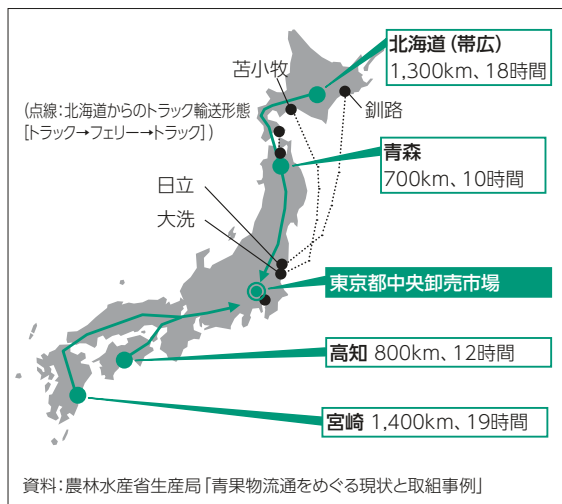 北海道(帯広)
1,300km、18時間
苫小牧
釧路
(点線：北海道からのトラック輸送形態
[トラック→フェリー→トラック])
青森
700km、10時間
日立
大洗
東京都中央卸売市場
高知 800km、12時間
宮崎 1,400km、19時間
資料：農林水産省生産局「青果物流通をめぐる現状と取組事例」